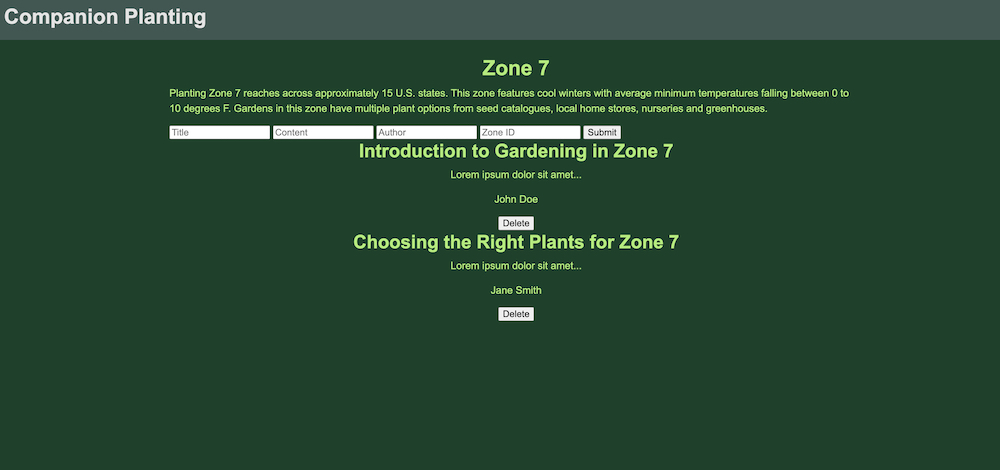 Companion Planting
Zone 7
Planting Zone 7 reaches across approximately 15 U.S. states. This zone features cool winters with average minimum temperatures falling between 0 to
10 degrees F. Gardens in this zone have multiple plant options from seed catalogues, local home stores, nurseries and greenhouses.
Title Content Author Zone ID Submit
Introduction to Gardening in Zone 7
Lorem ipsum dolor sit amet...
John Doe
Delete
Choosing the Right Plants for Zone 7
Lorem ipsum dolor sit amet...
Jane Smith
Delete